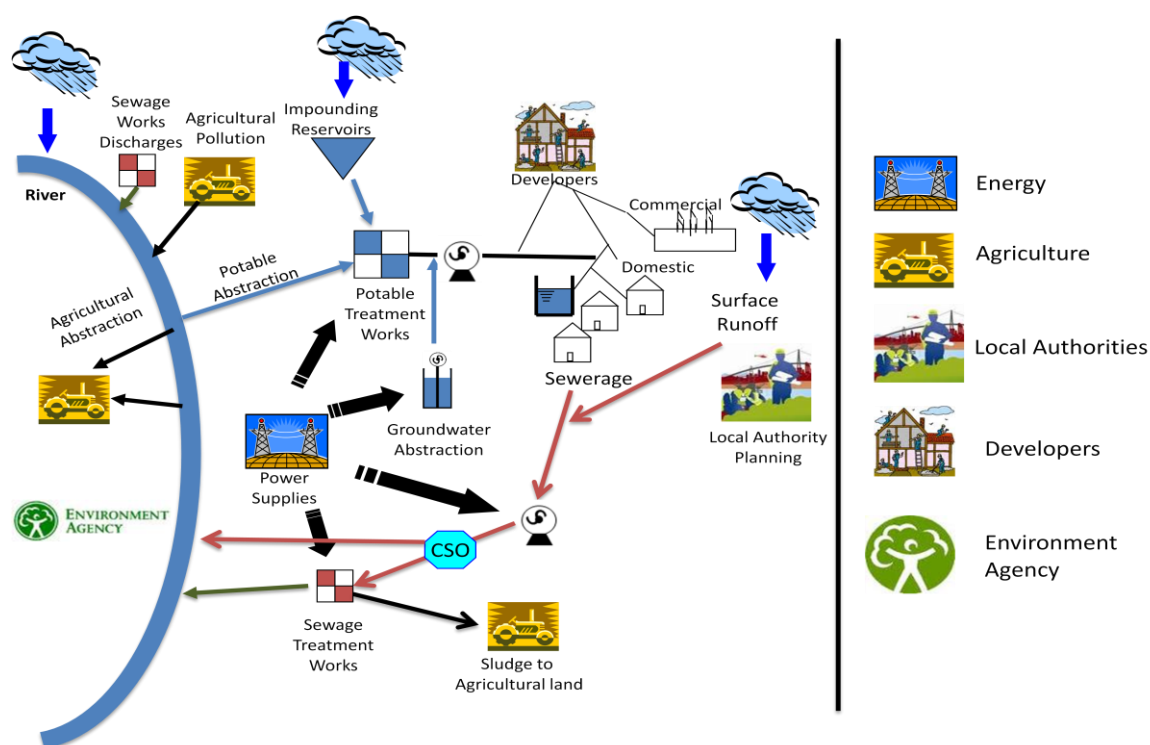 Sewage
Works
Discharges
Agricultural
Pollution
Impounding
Reservoirs
River
Developers
Commercial
Domestic
Potable
Abstraction
Potable
Treatment
Works
Agricultural
Abstraction
Surface
Runoff
Sewerage
Groundwater
Abstraction
Local Authority
Planning
Power
Supplies
ENVIRONMENT
AGENCY
CSO
Sewage
Treatment
Works
Sludge to
Agricultural land
Energy
Agriculture
Local Authorities
Developers
Environment
Agency